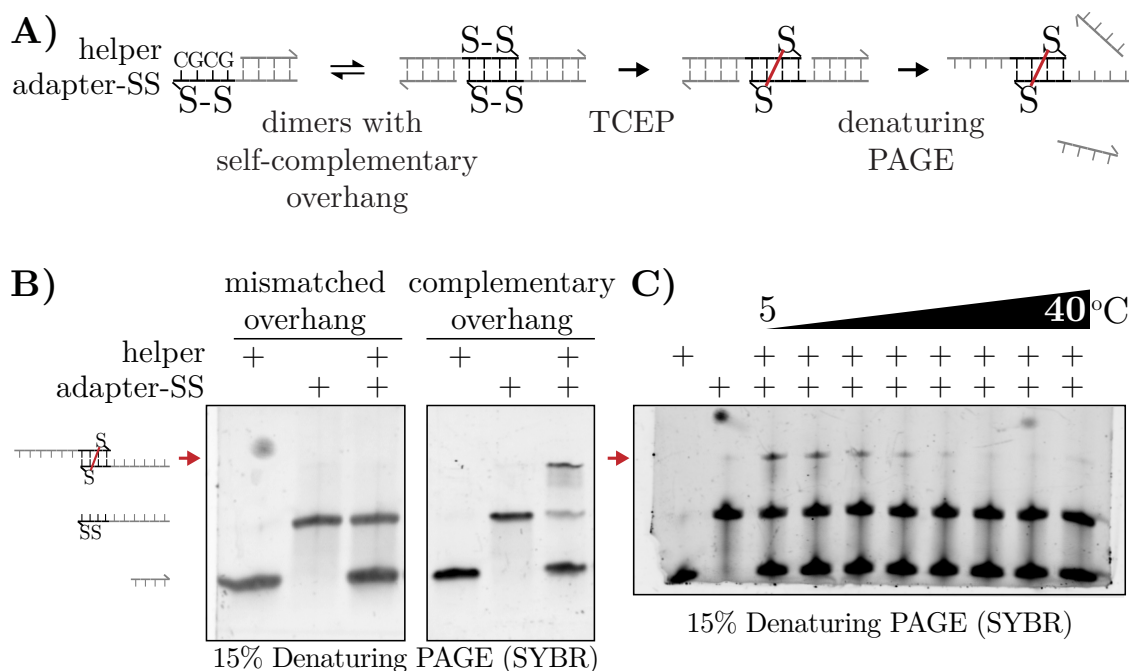 A)
helper
adapter-SS
CGCG
S-S
S-S
S-S
dimers with
self-complementary
overhang
S
S
TCEP
S
S
denaturing
PAGE
B)
mismatched
overhang
complementary
overhang
helper
adapter-SS
+ +
+ +
+ +
+ +
S
S
SS
15% Denaturing PAGE (SYBR)
C)
5 40 °C
+ + + + + + + + +
+ + + + + + + + +
15% Denaturing PAGE (SYBR)